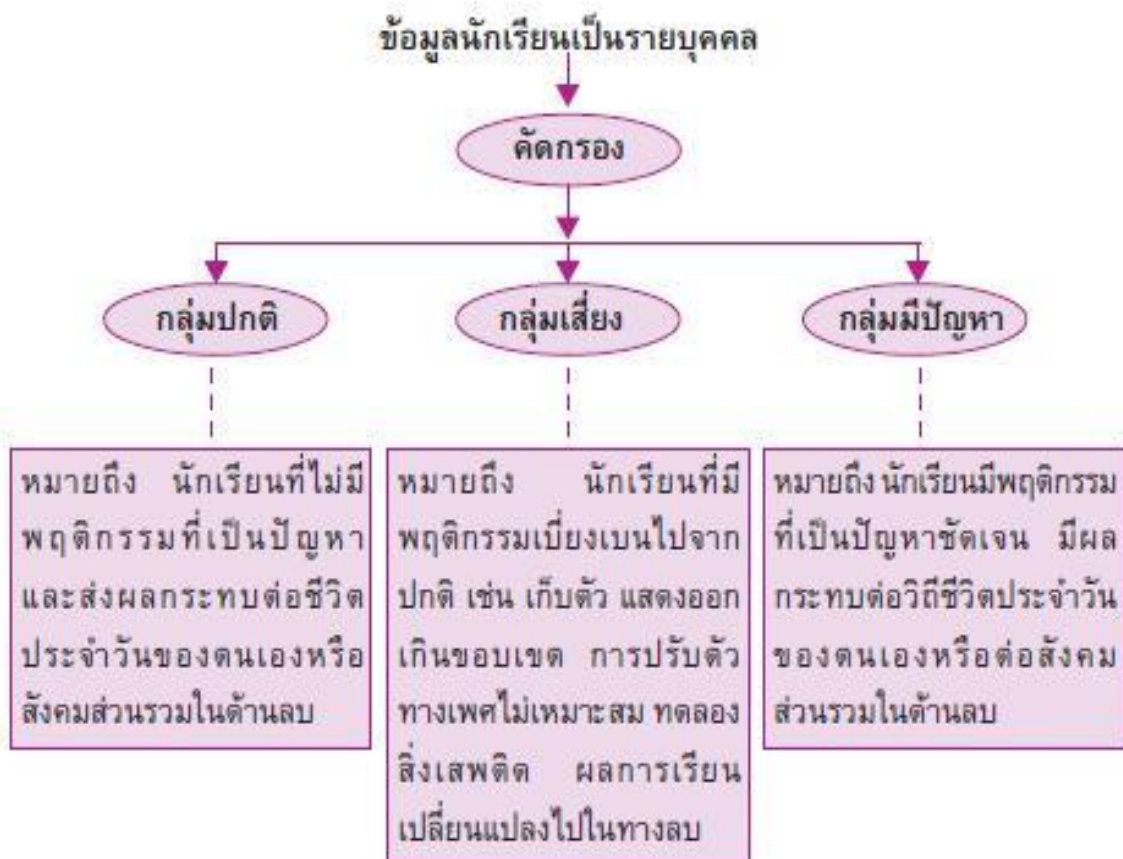 ข้อมูลนักเรียนเป็นรายบุคคล
คัดกรอง
กลุ่มปกติ
กลุ่มเสี่ยง
กลุ่มมีปัญหา
หมายถึง นักเรียนที่ไม่มี
พฤติกรรมที่เป็นปัญหา
และส่งผลกระทบต่อชีวิต
ประจำวันของตนเองหรือ
สังคมส่วนรวมในด้านลบ
หมายถึง นักเรียนที่มี
พฤติกรรมเบี่ยงเบนไปจาก
ปกติ เช่น เก็บตัว แสดงออก
เกินขอบเขต การปรับตัว
ทางเพศไม่เหมาะสม ทดลอง
สิ่งเสพติด ผลการเรียน
เปลี่ยนแปลงไปในทางลบ
หมายถึง นักเรียนมีพฤติกรรม
ที่เป็นปัญหาชัดเจน มีผล
กระทบต่อวิถีชีวิตประจำวัน
ของตนเองหรือต่อสังคม
ส่วนรวมในด้านลบ